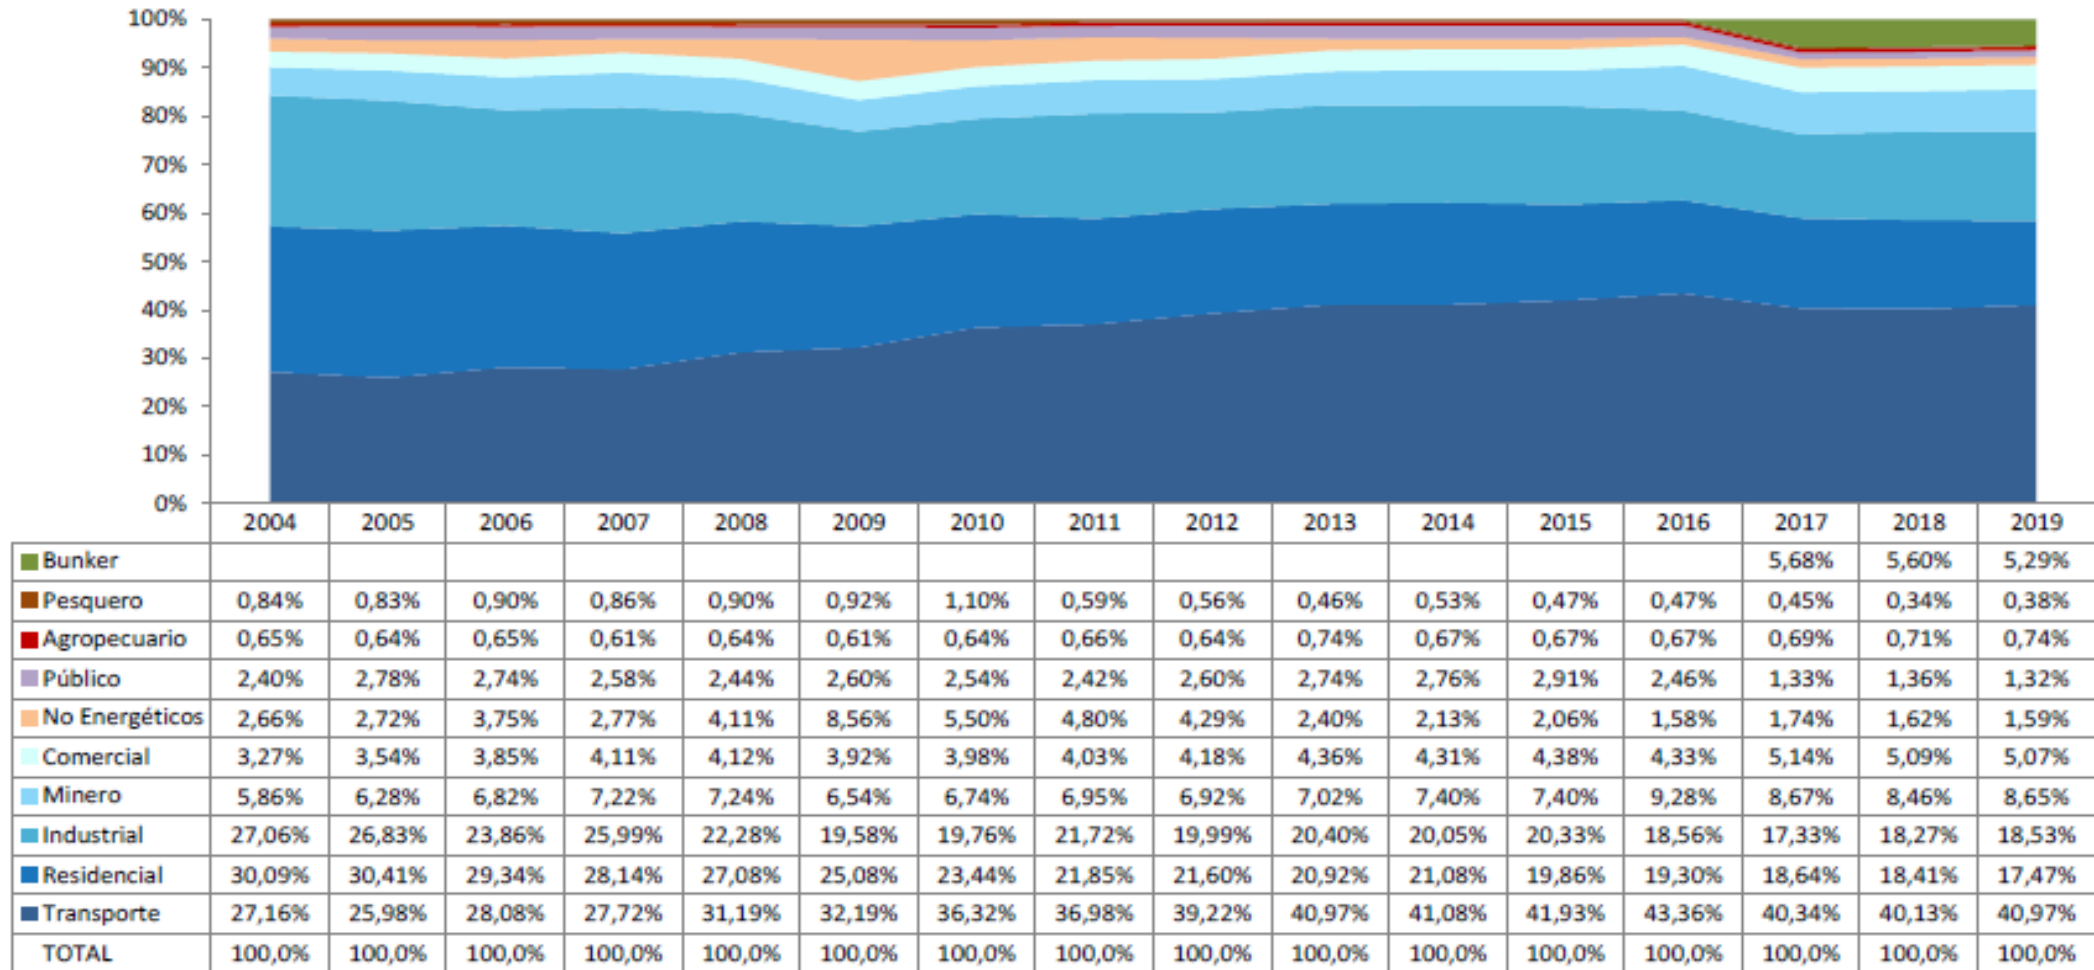 100%
90%
80%
70%
60%
50%
40%
30%
20%
10%
0%
2004 2005 2006 2007 2008 2009 2010 2011 2012 2013 2014 2015 2016 2017 2018 2019
Bunker 5,68% 5,60% 5,29%
Pesquero 0,84% 0,83% 0,90% 0,86% 0,90% 0,92% 1,10% 0,59% 0,56% 0,46% 0,53% 0,47% 0,47% 0,45% 0,34% 0,38%
Agropecuario 0,65% 0,64% 0,65% 0,61% 0,64% 0,61% 0,64% 0,66% 0,64% 0,74% 0,67% 0,67% 0,67% 0,69% 0,71% 0,74%
Público 2,40% 2,78% 2,74% 2,58% 2,44% 2,60% 2,54% 2,42% 2,60% 2,74% 2,76% 2,91% 2,46% 1,33% 1,36% 1,32%
No Energéticos 2,66% 2,72% 3,75% 2,77% 4,11% 8,56% 5,50% 4,80% 4,29% 2,40% 2,13% 2,06% 1,58% 1,74% 1,62% 1,59%
Comercial 3,27% 3,54% 3,85% 4,11% 4,12% 3,92% 3,98% 4,03% 4,18% 4,36% 4,31% 4,38% 4,33% 5,14% 5,09% 5,07%
Minero 5,86% 6,28% 6,82% 7,22% 7,24% 6,54% 6,74% 6,95% 6,92% 7,02% 7,40% 7,40% 9,28% 8,67% 8,46% 8,65%
Industrial 27,06% 26,83% 23,86% 25,99% 22,28% 19,58% 19,76% 21,72% 19,99% 20,40% 20,05% 20,33% 18,56% 17,33% 18,27% 18,53%
Residencial 30,09% 30,41% 29,34% 28,14% 27,08% 25,08% 23,44% 21,85% 21,60% 20,92% 21,08% 19,86% 19,30% 18,64% 18,41% 17,47%
Transporte 27,16% 25,98% 28,08% 27,72% 31,19% 32,19% 36,32% 36,98% 39,22% 40,97% 41,08% 41,93% 43,36% 40,34% 40,13% 40,97%
TOTAL 100,0% 100,0% 100,0% 100,0% 100,0% 100,0% 100,0% 100,0% 100,0% 100,0% 100,0% 100,0% 100,0% 100,0% 100,0% 100,0%